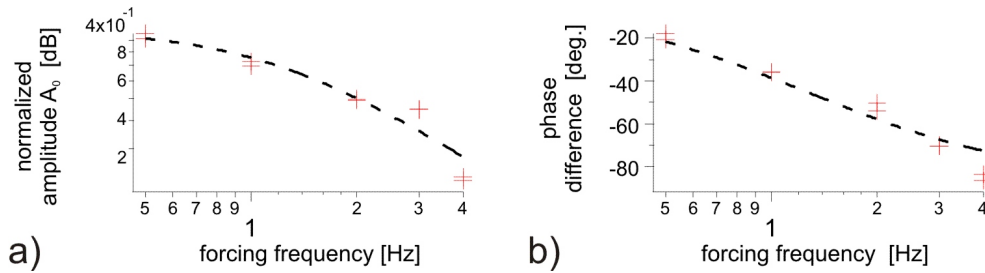 normalized
amplitude A₀ [dB]
4x10⁻¹
8
6
4
2
5 6 7 8 9 2 3 4
1
forcing frequency [Hz]
a)
phase
difference [deg.]
-20
-40
-60
-80
5 6 7 8 9 2 3 4
1
forcing frequency [Hz]
b)